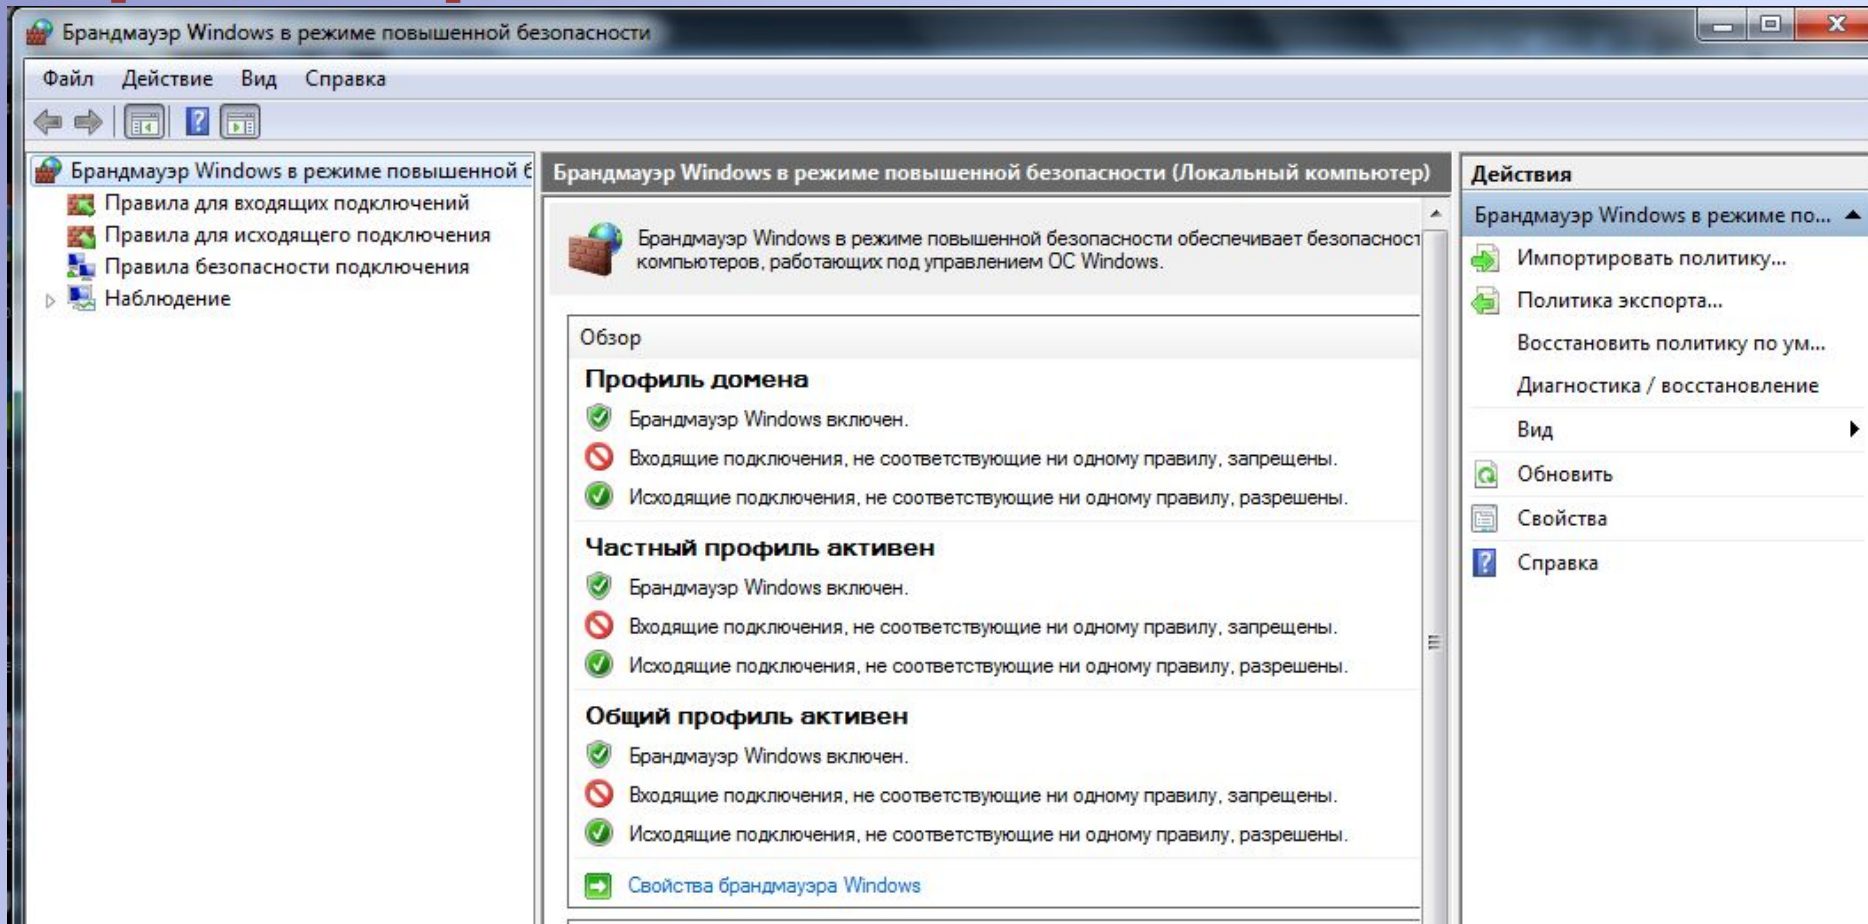 Брандмауэр Windows в режиме повышенной безопасности
Файл Действие Вид Справка
Брандмауэр Windows в режиме повышенной б
Правила для входящих подключений
Правила для исходящего подключения
Правила безопасности подключения
Наблюдение
Брандмауэр Windows в режиме повышенной безопасности (Локальный компьютер)
Брандмауэр Windows в режиме повышенной безопасности обеспечивает безопасност
компьютеров, работающих под управлением ОС Windows.
Обзор
Профиль домена
Брандмауэр Windows включен.
Входящие подключения, не соответствующие ни одному правилу, запрещены.
Исходящие подключения, не соответствующие ни одному правилу, разрешены.
Частный профиль активен
Брандмауэр Windows включен.
Входящие подключения, не соответствующие ни одному правилу, запрещены.
Исходящие подключения, не соответствующие ни одному правилу, разрешены.
Общий профиль активен
Брандмауэр Windows включен.
Входящие подключения, не соответствующие ни одному правилу, запрещены.
Исходящие подключения, не соответствующие ни одному правилу, разрешены.
Свойства брандмауэра Windows
Действия
Брандмауэр Windows в режиме по...
Импортировать политику...
Политика экспорта...
Восстановить политику по ум...
Диагностика / восстановление
Вид
Обновить
Свойства
Справка